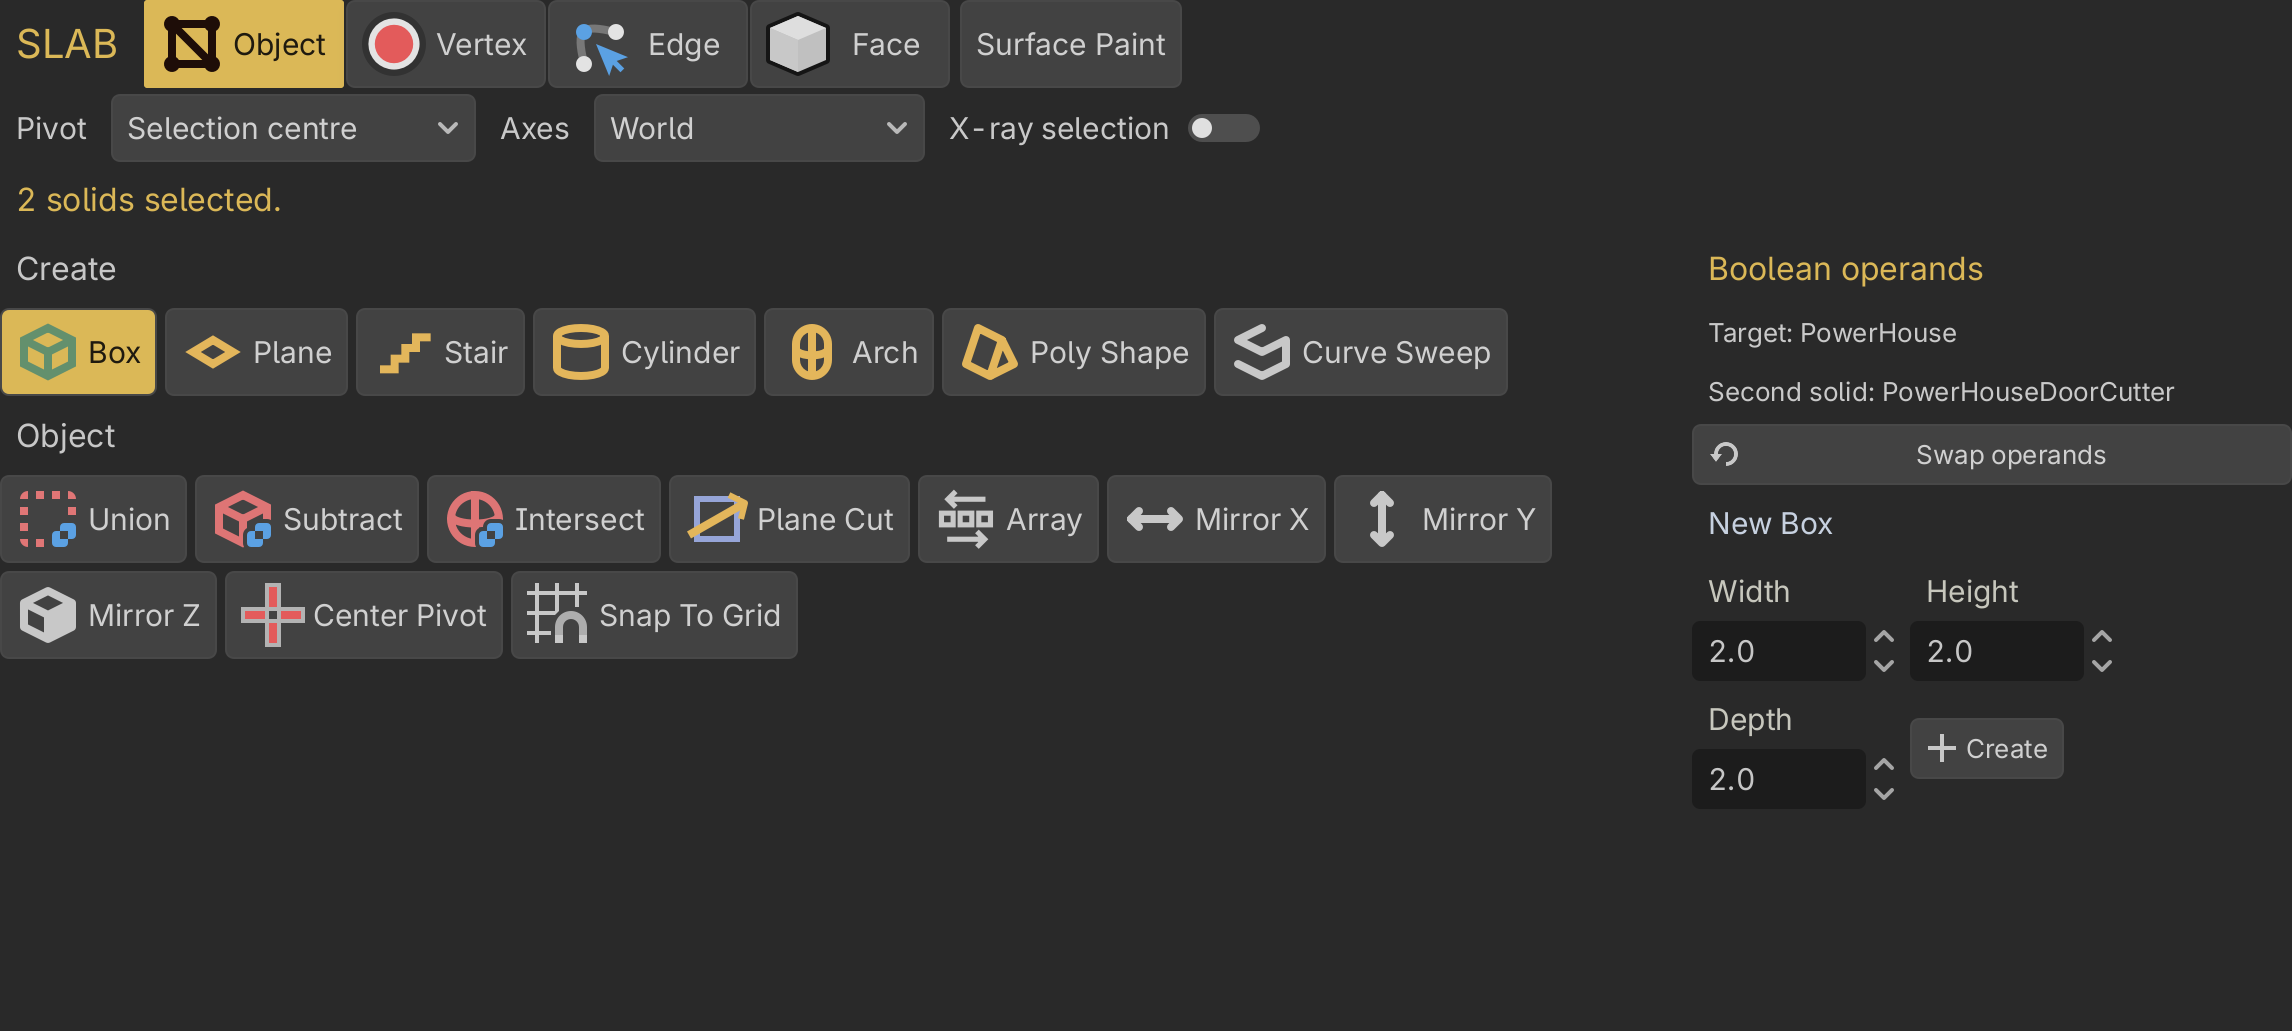 SLAB Object Vertex Edge Face Surface Paint
Pivot Selection centre Axes World X-ray selection
2 solids selected.
Create
Box Plane Stair Cylinder Arch Poly Shape Curve Sweep
Object
Union Subtract Intersect Plane Cut Array Mirror X Mirror Y
Mirror Z Center Pivot Snap To Grid
Boolean operands
Target: PowerHouse
Second solid: PowerHouseDoorCutter
Swap operands
New Box
Width Height
2.0 2.0
Depth
Create
2.0